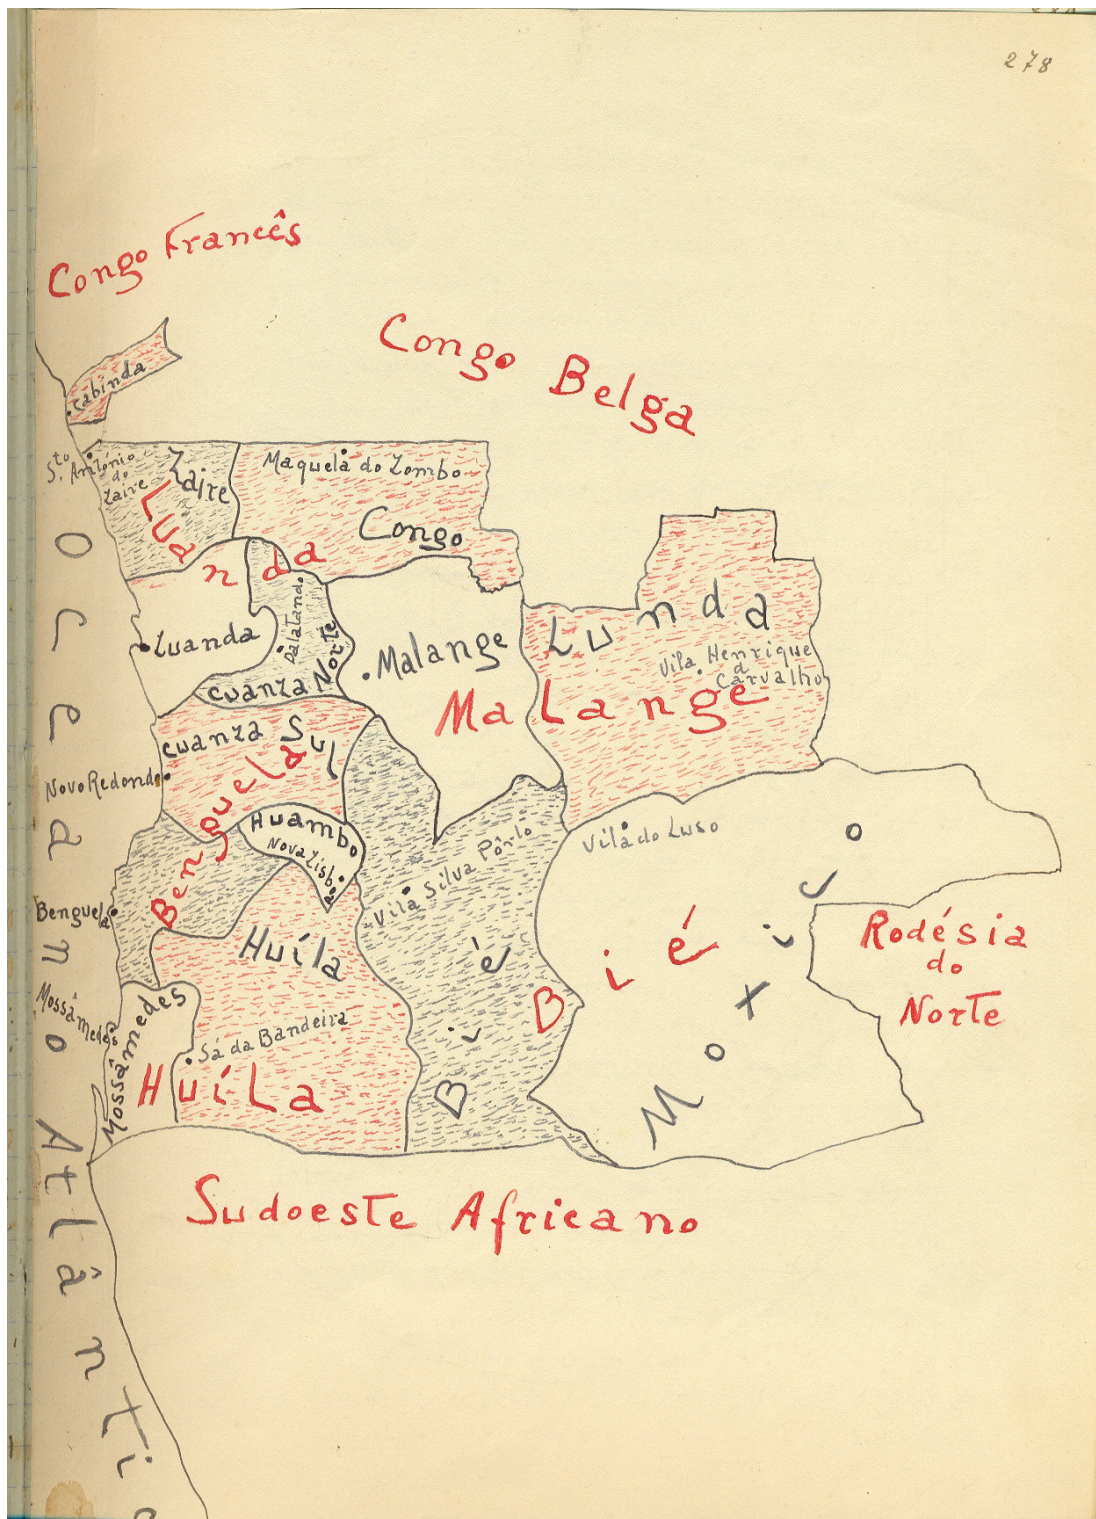 278
Congo Francês
Congo Belga
Cabinda
Sto. António
do
Zaire
Zaire
Maquela do Zombo
Congo
Luanda
Luanda
Dalatando
Cuanza Norte
Malange
Malange
Lunda
Vila Henrique
d
Carvalho
Cuanza Sul
Novo Redondo
Benguela
Huambo
Nova Lisboa
Vila Silva Pôrto
Vila do Luso
Benguela
Huíla
Bié
Bié
Moxico
Rodésia
do
Norte
Mossâmedes
Mossâmedes
Sá da Bandeira
Huíla
Sudoeste Africano
Oceano Atlântic